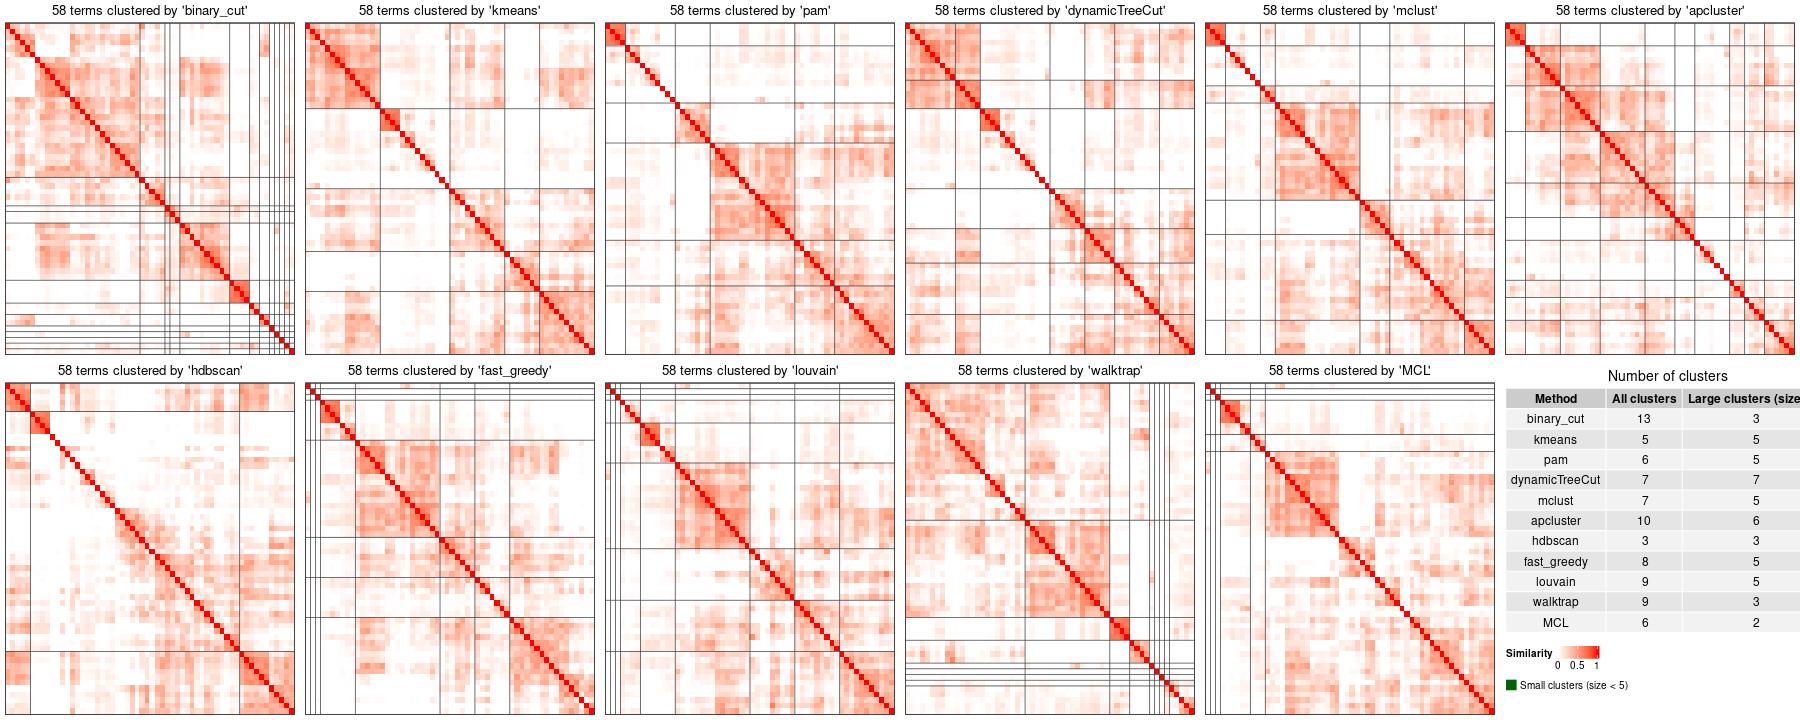 58 terms clustered by 'binary_cut'
58 terms clustered by 'kmeans'
58 terms clustered by 'pam'
58 terms clustered by 'dynamicTreeCut'
58 terms clustered by 'mclust'
58 terms clustered by 'apcluster'
58 terms clustered by 'hdbscan'
58 terms clustered by 'fast_greedy'
58 terms clustered by 'louvain'
58 terms clustered by 'walktrap'
58 terms clustered by 'MCL'
Number of clusters
Method All clusters Large clusters (size
binary_cut 13 3
kmeans 5 5
pam 6 5
dynamicTreeCut 7 7
mclust 7 5
apcluster 10 6
hdbscan 3 3
fast_greedy 8 5
louvain 9 5
walktrap 9 3
MCL 6 2
Similarity
0 0.5 1
Small clusters (size < 5)